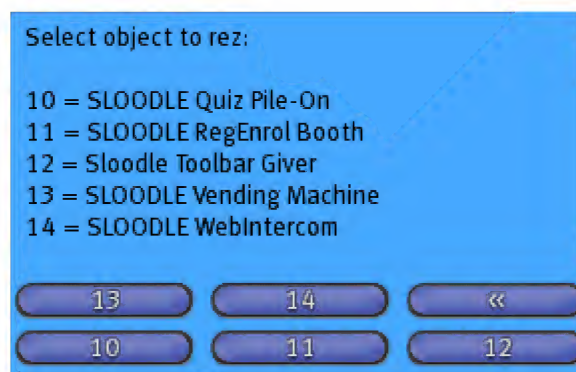 Select object to rez:
10 = SLOODLE Quiz Pile-On
11 = SLOODLE RegEnrol Booth
12 = Sloodle Toolbar Giver
13 = SLOODLE Vending Machine
14 = SLOODLE WebIntercom
13 14 «
10 11 12